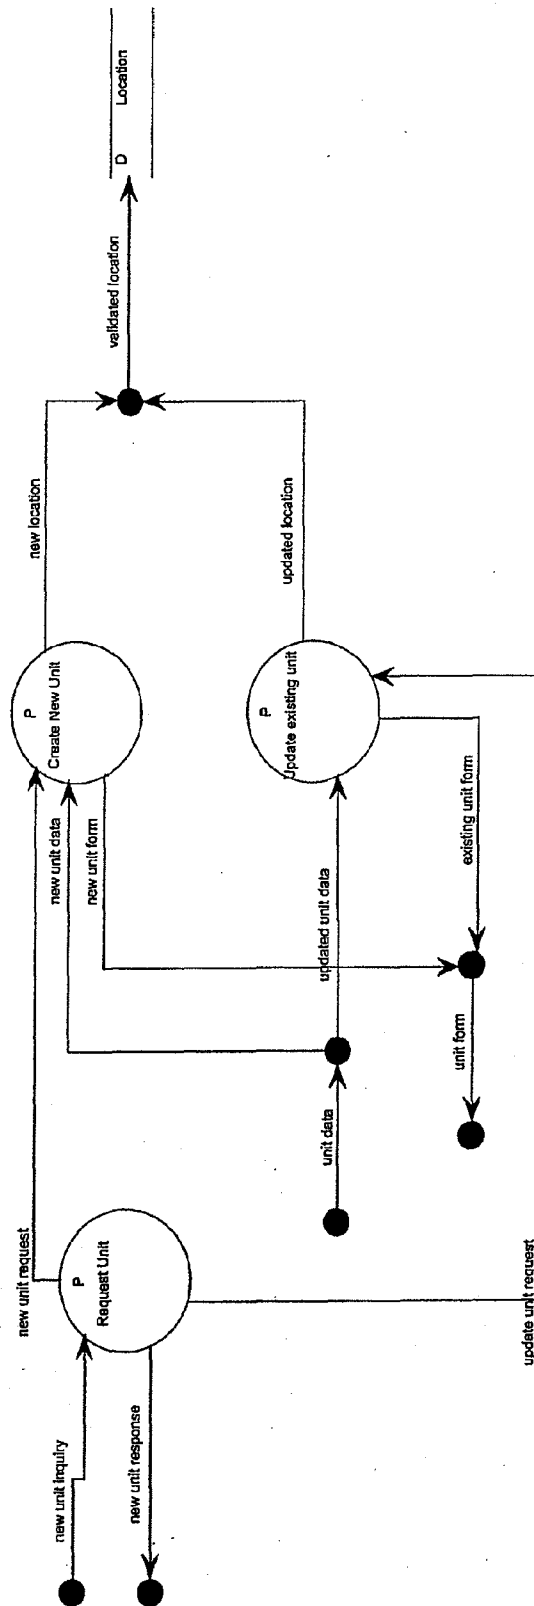 new unit inquiry
new unit response
P
Request Unit
new unit request
update unit request
unit data
unit form
new unit data
new unit form
updated unit data
existing unit form
P
Create New Unit
P
Update existing unit
new location
updated location
validated location
D Location